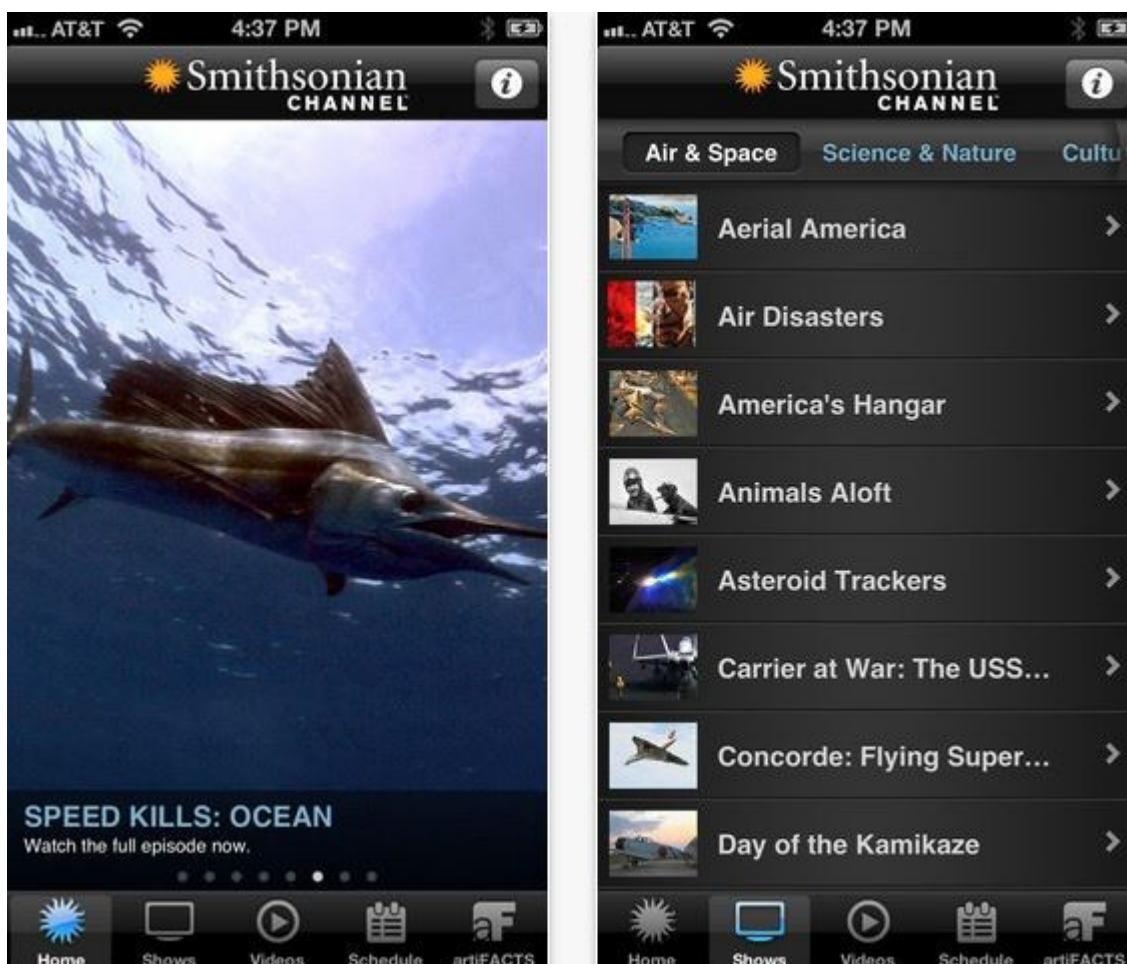 AT&T 4:37 PM
Smithsonian
CHANNEL
SPEED KILLS: OCEAN
Watch the full episode now.
Home Shows Videos Schedule artiFACTS
AT&T 4:37 PM
Smithsonian
CHANNEL
Air & Space Science & Nature Cultu
Aerial America
Air Disasters
America's Hangar
Animals Aloft
Asteroid Trackers
Carrier at War: The USS...
Concorde: Flying Super...
Day of the Kamikaze
Home Shows Videos Schedule artiFACTS